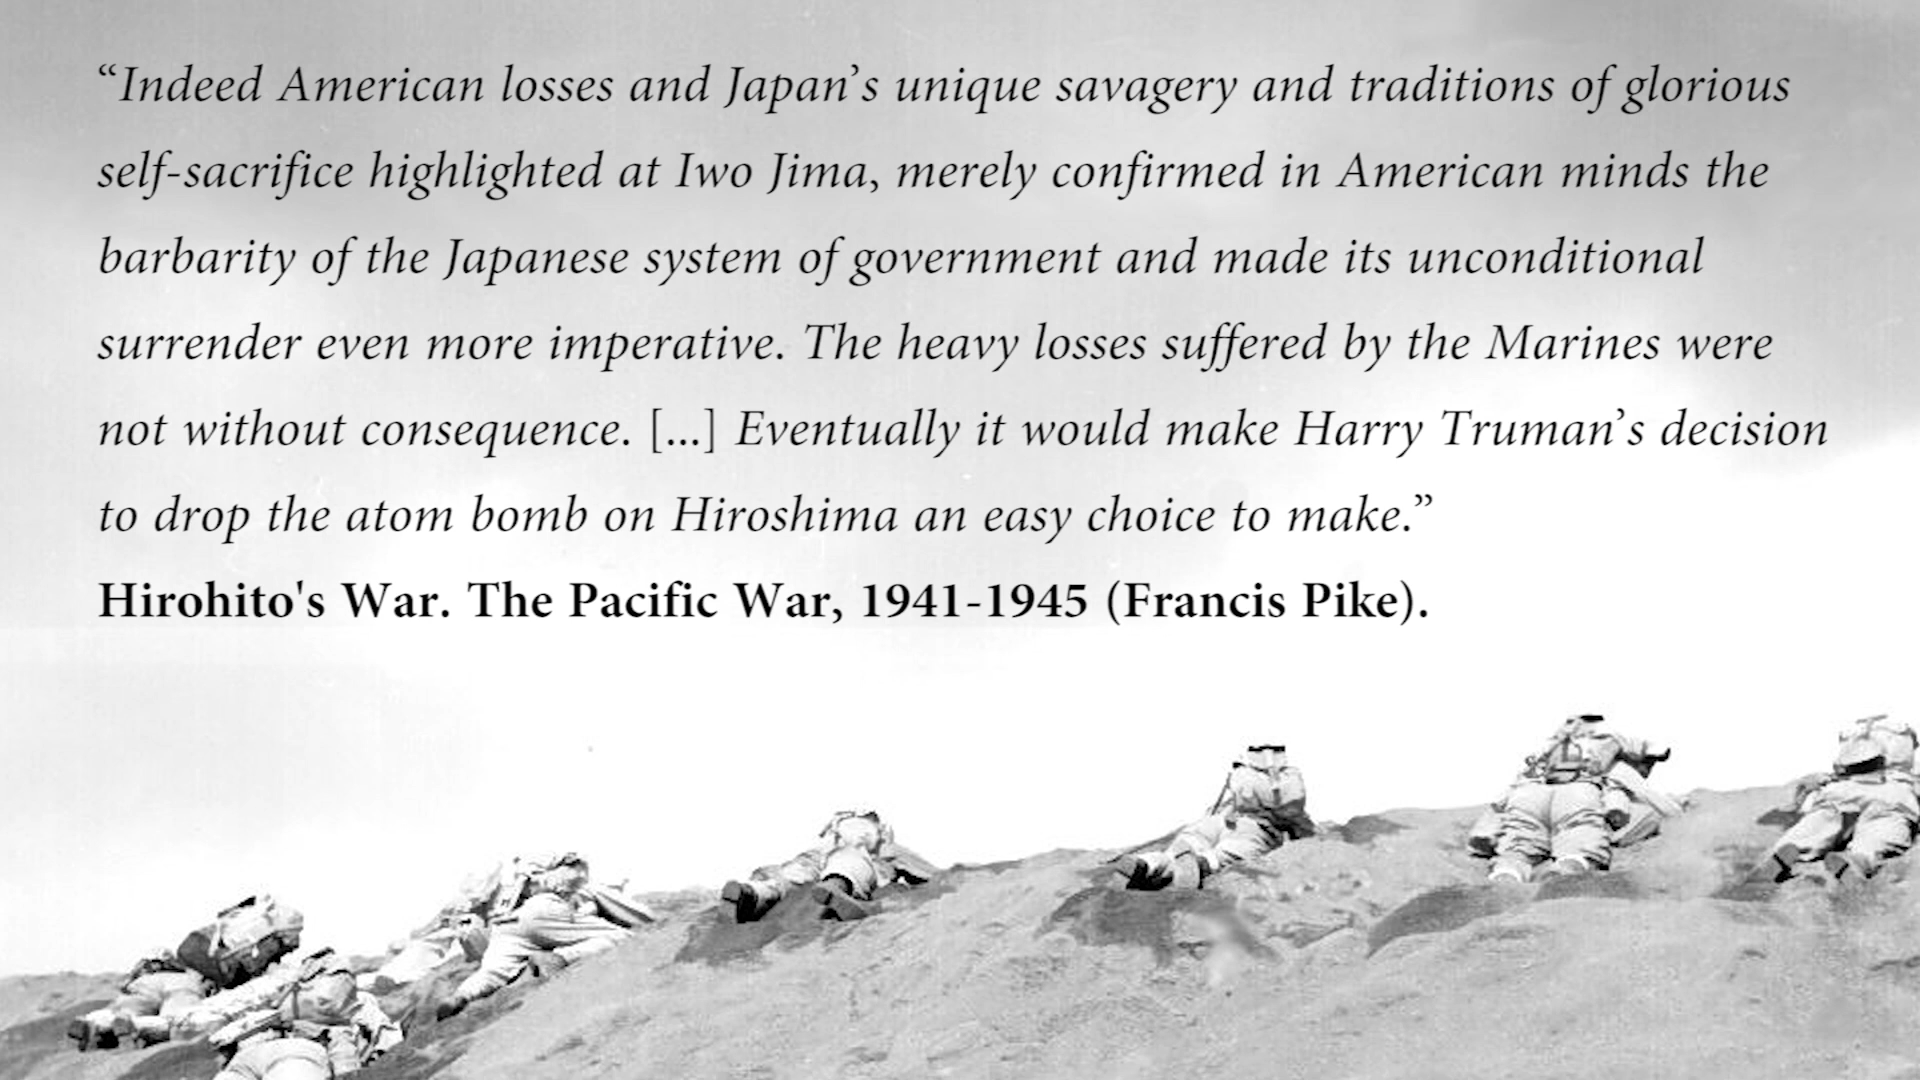 “Indeed American losses and Japan’s unique savagery and traditions of glorious
self-sacrifice highlighted at Iwo Jima, merely confirmed in American minds the
barbarity of the Japanese system of government and made its unconditional
surrender even more imperative. The heavy losses suffered by the Marines were
not without consequence. [...] Eventually it would make Harry Truman’s decision
to drop the atom bomb on Hiroshima an easy choice to make.”
Hirohito's War. The Pacific War, 1941-1945 (Francis Pike).